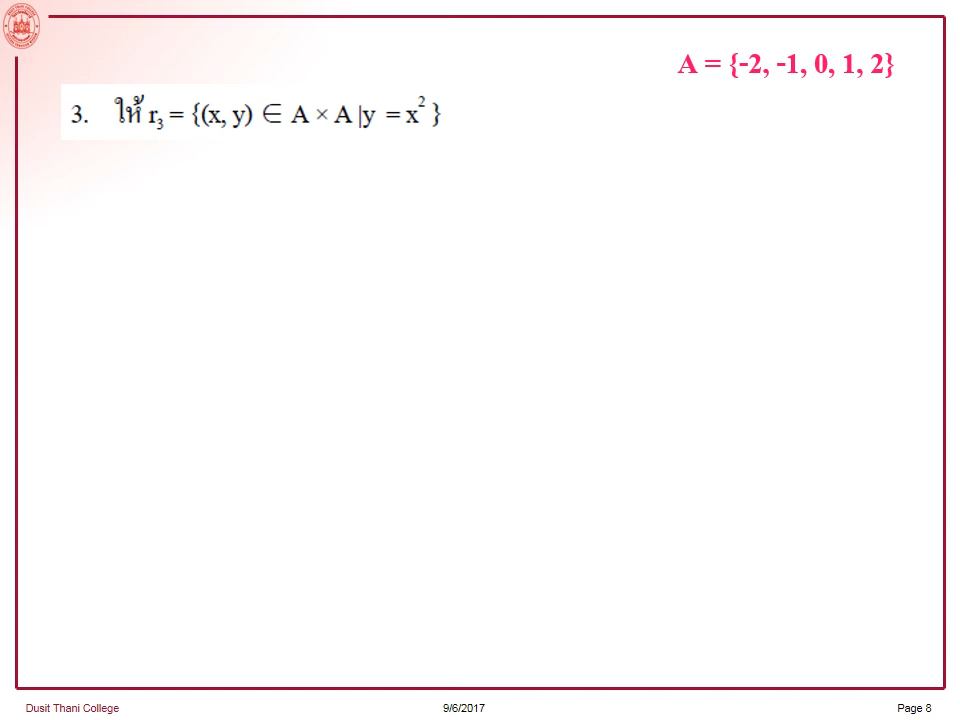 A = {-2, -1, 0, 1, 2}
3. ให้ r₃ = {(x, y) ∈ A × A |y = x² }
Dusit Thani College 9/6/2017 Page 8